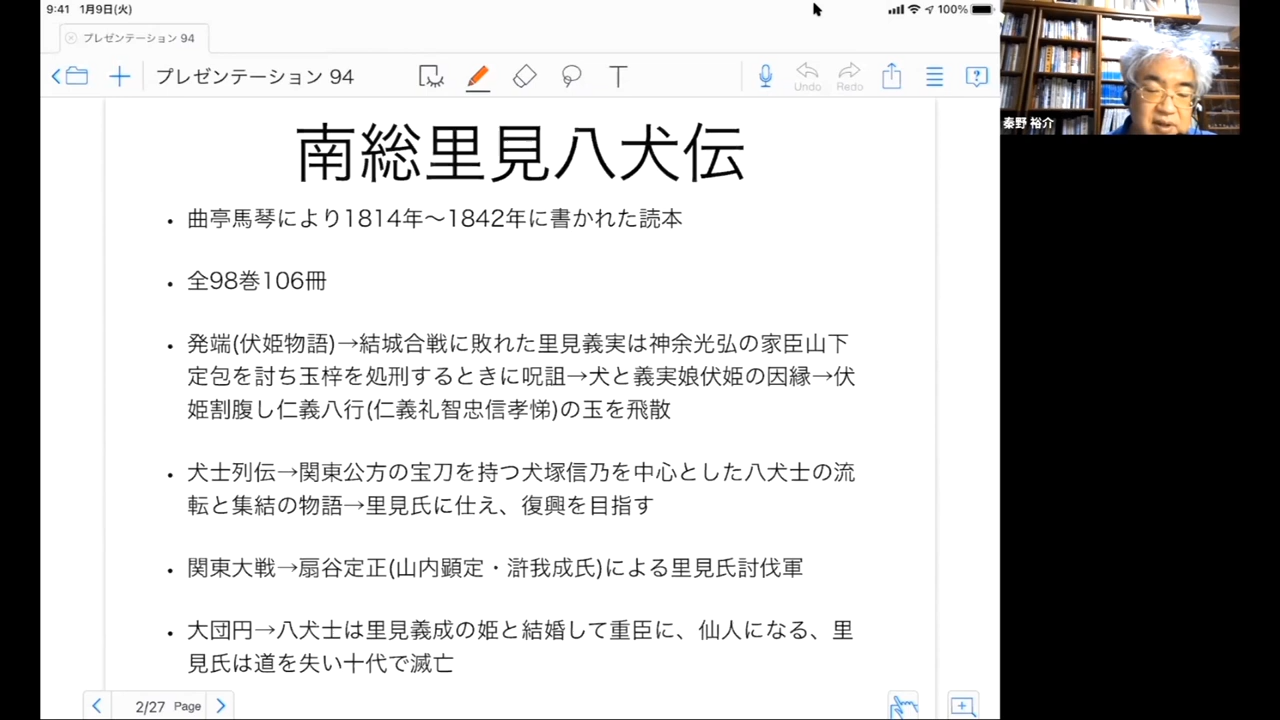 9:41 1月9日(火)
100%
プレゼンテーション 94
プレゼンテーション 94
Undo
Redo
秦野 裕介
南総里見八犬伝
• 曲亭馬琴により1814年〜1842年に書かれた読本
• 全98巻106冊
• 発端(伏姫物語)→結城合戦に敗れた里見義実は神余光弘の家臣山下
定包を討ち玉梓を処刑するときに呪詛→犬と義実娘伏姫の因縁→伏
姫割腹し仁義八行(仁義礼智忠信孝悌)の玉を飛散
• 犬士列伝→関東公方の宝刀を持つ犬塚信乃を中心とした八犬士の流
転と集結の物語→里見氏に仕え、復興を目指す
• 関東大戦→扇谷定正(山内顕定・滸我成氏)による里見氏討伐軍
• 大団円→八犬士は里見義成の姫と結婚して重臣に、仙人になる、里
見氏は道を失い十代で滅亡
2/27 Page